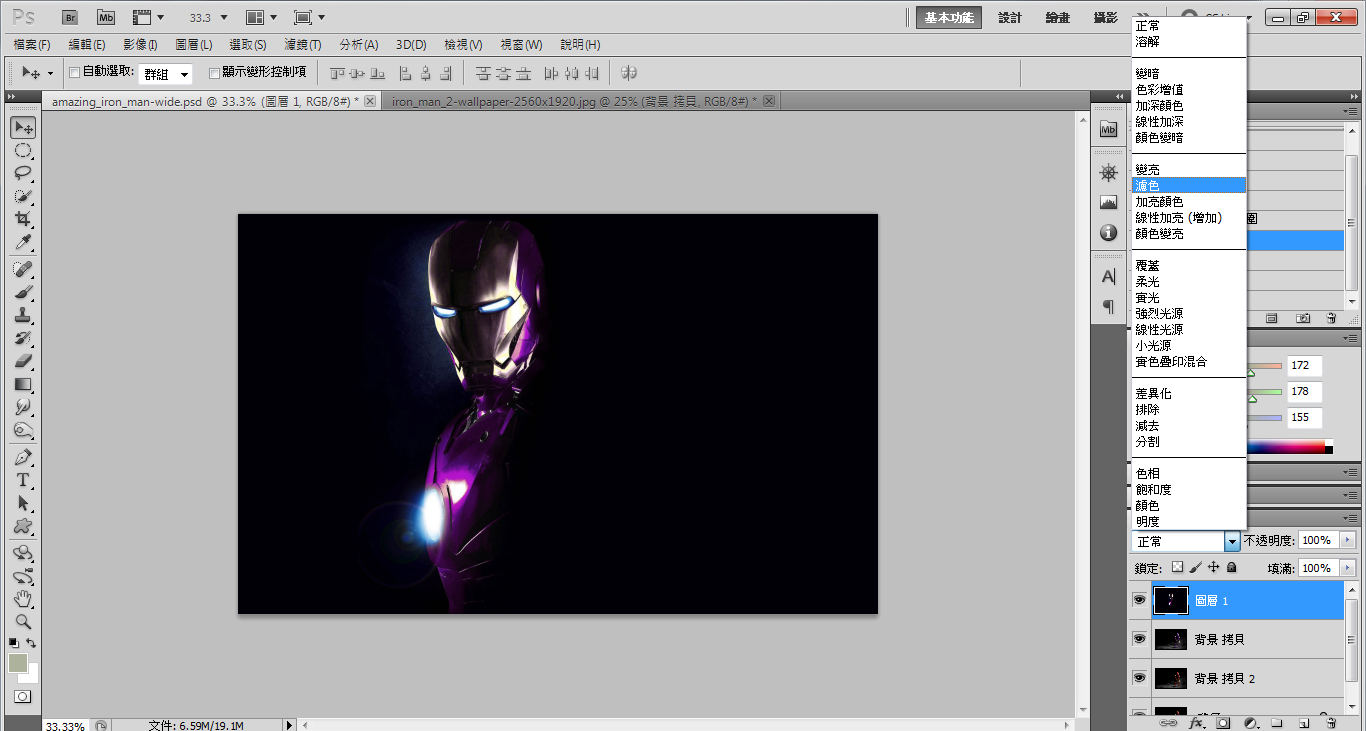 Ps Br Mb 33.3 基本功能 設計 繪畫 攝影
檔案(F) 編輯(E) 影像(I) 圖層(L) 選取(S) 濾鏡(T) 分析(A) 3D(D) 檢視(V) 視窗(W) 說明(H)
自動選取: 群組 顯示變形控制項
amazing_iron_man-wide.psd @ 33.3% (圖層 1, RGB/8#) * iron_man_2-wallpaper-2560x1920.jpg @ 25% (背景 拷貝, RGB/8#) *
Mb
正常
溶解
變暗
色彩增值
加深顏色
線性加深
顏色變暗
變亮
濾色
加亮顏色
線性加亮 (增加)
顏色變亮
覆蓋
柔光
實光
強烈光源
線性光源
小光源
實色疊印混合
差異化
排除
減去
分割
色相
飽和度
顏色
明度
172
178
155
正常 不透明度: 100%
鎖定: 填滿: 100%
圖層 1
背景 拷貝
背景 拷貝 2
33.33% 文件: 6.59M/19.1M